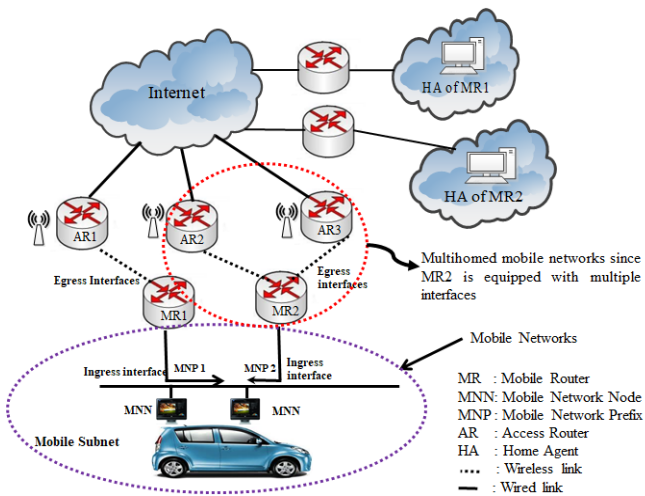 Internet
HA of MR1
HA of MR2
AR1
AR2
AR3
Egress Interfaces
Egress
interfaces
MR1
MR2
Multihomed mobile networks since
MR2 is equipped with multiple
interfaces
Mobile Networks
Ingress interface
MNP 1
MNP 2
Ingress
interface
MNN
MNN
Mobile Subnet
MR : Mobile Router
MNN: Mobile Network Node
MNP : Mobile Network Prefix
AR : Access Router
HA : Home Agent
: Wireless link
: Wired link